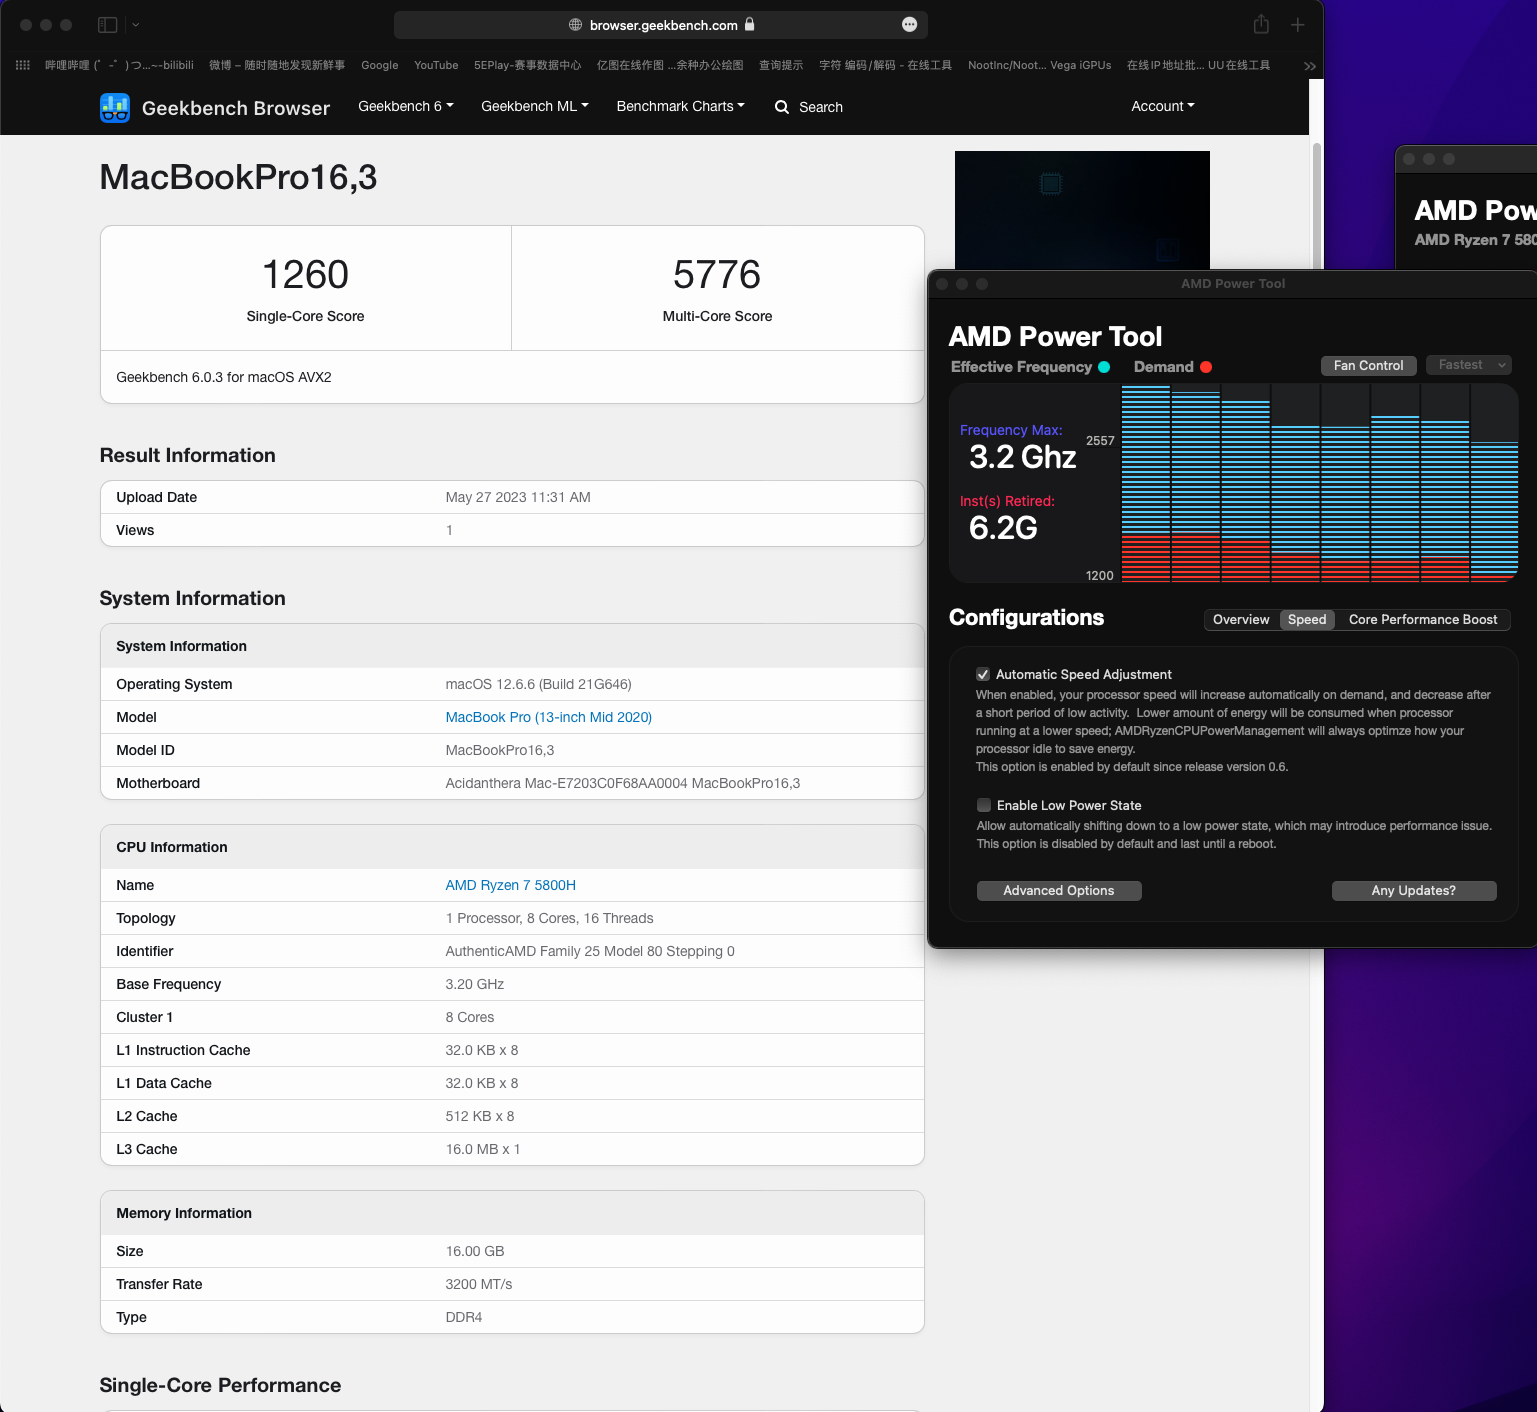 browser.geekbench.com
哔哩哔哩 (゜-゜)つ...~-bilibili
微博 – 随时随地发现新鲜事
Google
YouTube
5EPlay-赛事数据中心
亿图在线作图 ...余种办公绘图
查询提示
字符 编码/解码 - 在线工具
NootInc/Noot... Vega iGPUs
在线IP地址批... UU在线工具
Geekbench Browser
Geekbench 6
Geekbench ML
Benchmark Charts
Search
Account
MacBookPro16,3
1260
Single-Core Score
5776
Multi-Core Score
Geekbench 6.0.3 for macOS AVX2
Result Information
Upload Date May 27 2023 11:31 AM
Views 1
System Information
System Information
Operating System macOS 12.6.6 (Build 21G646)
Model MacBook Pro (13-inch Mid 2020)
Model ID MacBookPro16,3
Motherboard Acidanthera Mac-E7203C0F68AA0004 MacBookPro16,3
CPU Information
Name AMD Ryzen 7 5800H
Topology 1 Processor, 8 Cores, 16 Threads
Identifier AuthenticAMD Family 25 Model 80 Stepping 0
Base Frequency 3.20 GHz
Cluster 1 8 Cores
L1 Instruction Cache 32.0 KB x 8
L1 Data Cache 32.0 KB x 8
L2 Cache 512 KB x 8
L3 Cache 16.0 MB x 1
Memory Information
Size 16.00 GB
Transfer Rate 3200 MT/s
Type DDR4
Single-Core Performance
AMD Pow
AMD Ryzen 7 580
AMD Power Tool
AMD Power Tool
Effective Frequency Demand
Fan Control
Fastest
Frequency Max:
3.2 Ghz
Inst(s) Retired:
6.2G
2557
1200
Configurations
Overview Speed Core Performance Boost
Automatic Speed Adjustment
When enabled, your processor speed will increase automatically on demand, and decrease after
a short period of low activity. Lower amount of energy will be consumed when processor
running at a lower speed; AMDRyzenCPUPowerManagement will always optimze how your
processor idle to save energy.
This option is enabled by default since release version 0.6.
Enable Low Power State
Allow automatically shifting down to a low power state, which may introduce performance issue.
This option is disabled by default and last until a reboot.
Advanced Options
Any Updates?